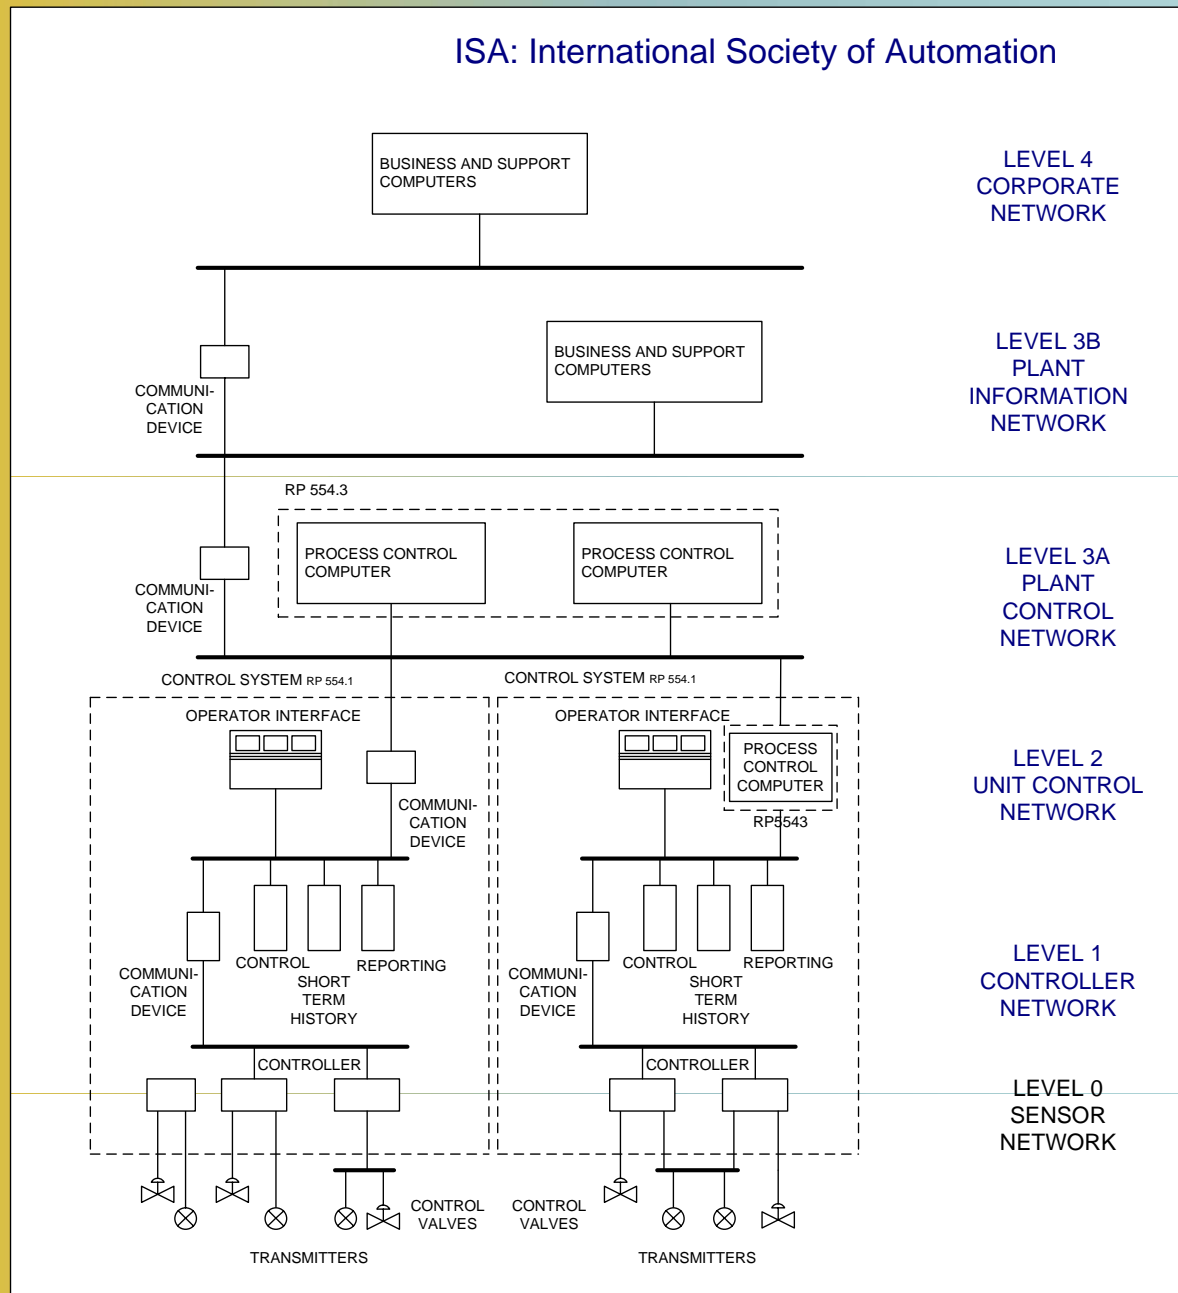 ISA: International Society of Automation
BUSINESS AND SUPPORT
COMPUTERS
LEVEL 4
CORPORATE
NETWORK
BUSINESS AND SUPPORT
COMPUTERS
COMMUNI-
CATION
DEVICE
LEVEL 3B
PLANT
INFORMATION
NETWORK
RP 554.3
PROCESS CONTROL
COMPUTER
PROCESS CONTROL
COMPUTER
COMMUNI-
CATION
DEVICE
LEVEL 3A
PLANT
CONTROL
NETWORK
CONTROL SYSTEM RP 554.1
CONTROL SYSTEM RP 554.1
OPERATOR INTERFACE
COMMUNI-
CATION
DEVICE
OPERATOR INTERFACE
PROCESS
CONTROL
COMPUTER
RP5543
LEVEL 2
UNIT CONTROL
NETWORK
COMMUNI-
CATION
DEVICE
CONTROL
SHORT
TERM
HISTORY
REPORTING
COMMUNI-
CATION
DEVICE
CONTROL
SHORT
TERM
HISTORY
REPORTING
LEVEL 1
CONTROLLER
NETWORK
CONTROLLER
CONTROLLER
LEVEL 0
SENSOR
NETWORK
CONTROL
VALVES
CONTROL
VALVES
TRANSMITTERS
TRANSMITTERS